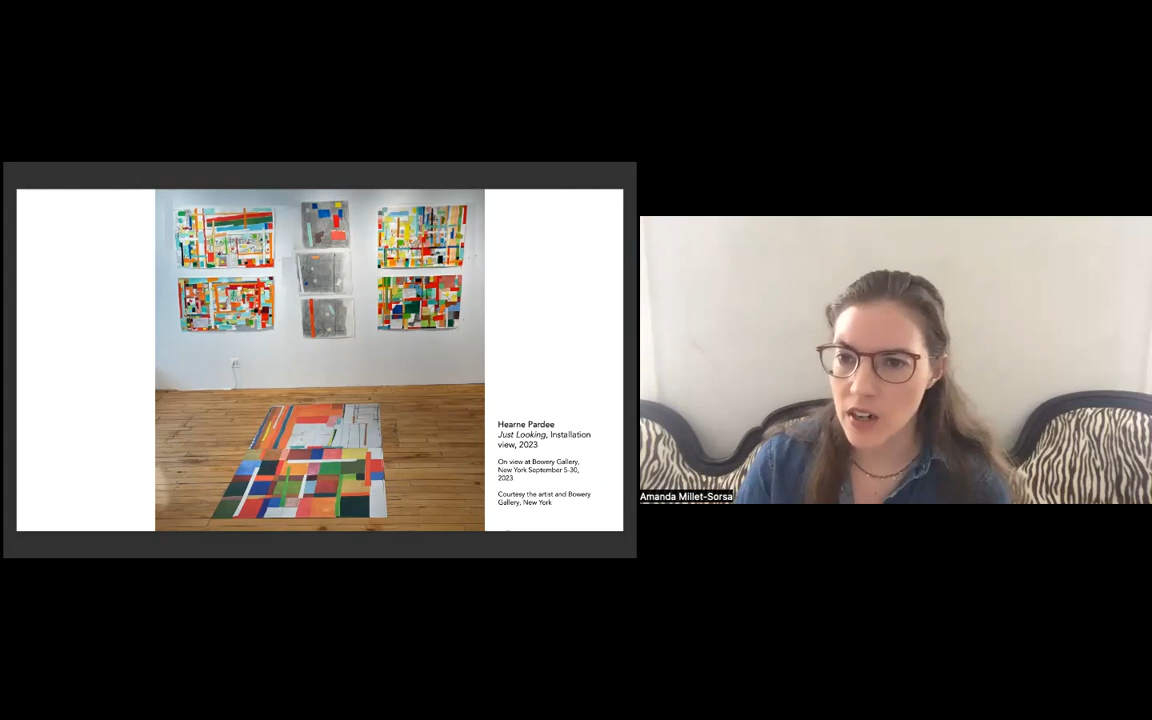 Hearne Pardee
Just Looking, Installation
view, 2023
On view at Bowery Gallery,
New York September 5-30,
2023
Courtesy the artist and Bowery
Gallery, New York
Amanda Millet-Sorsa